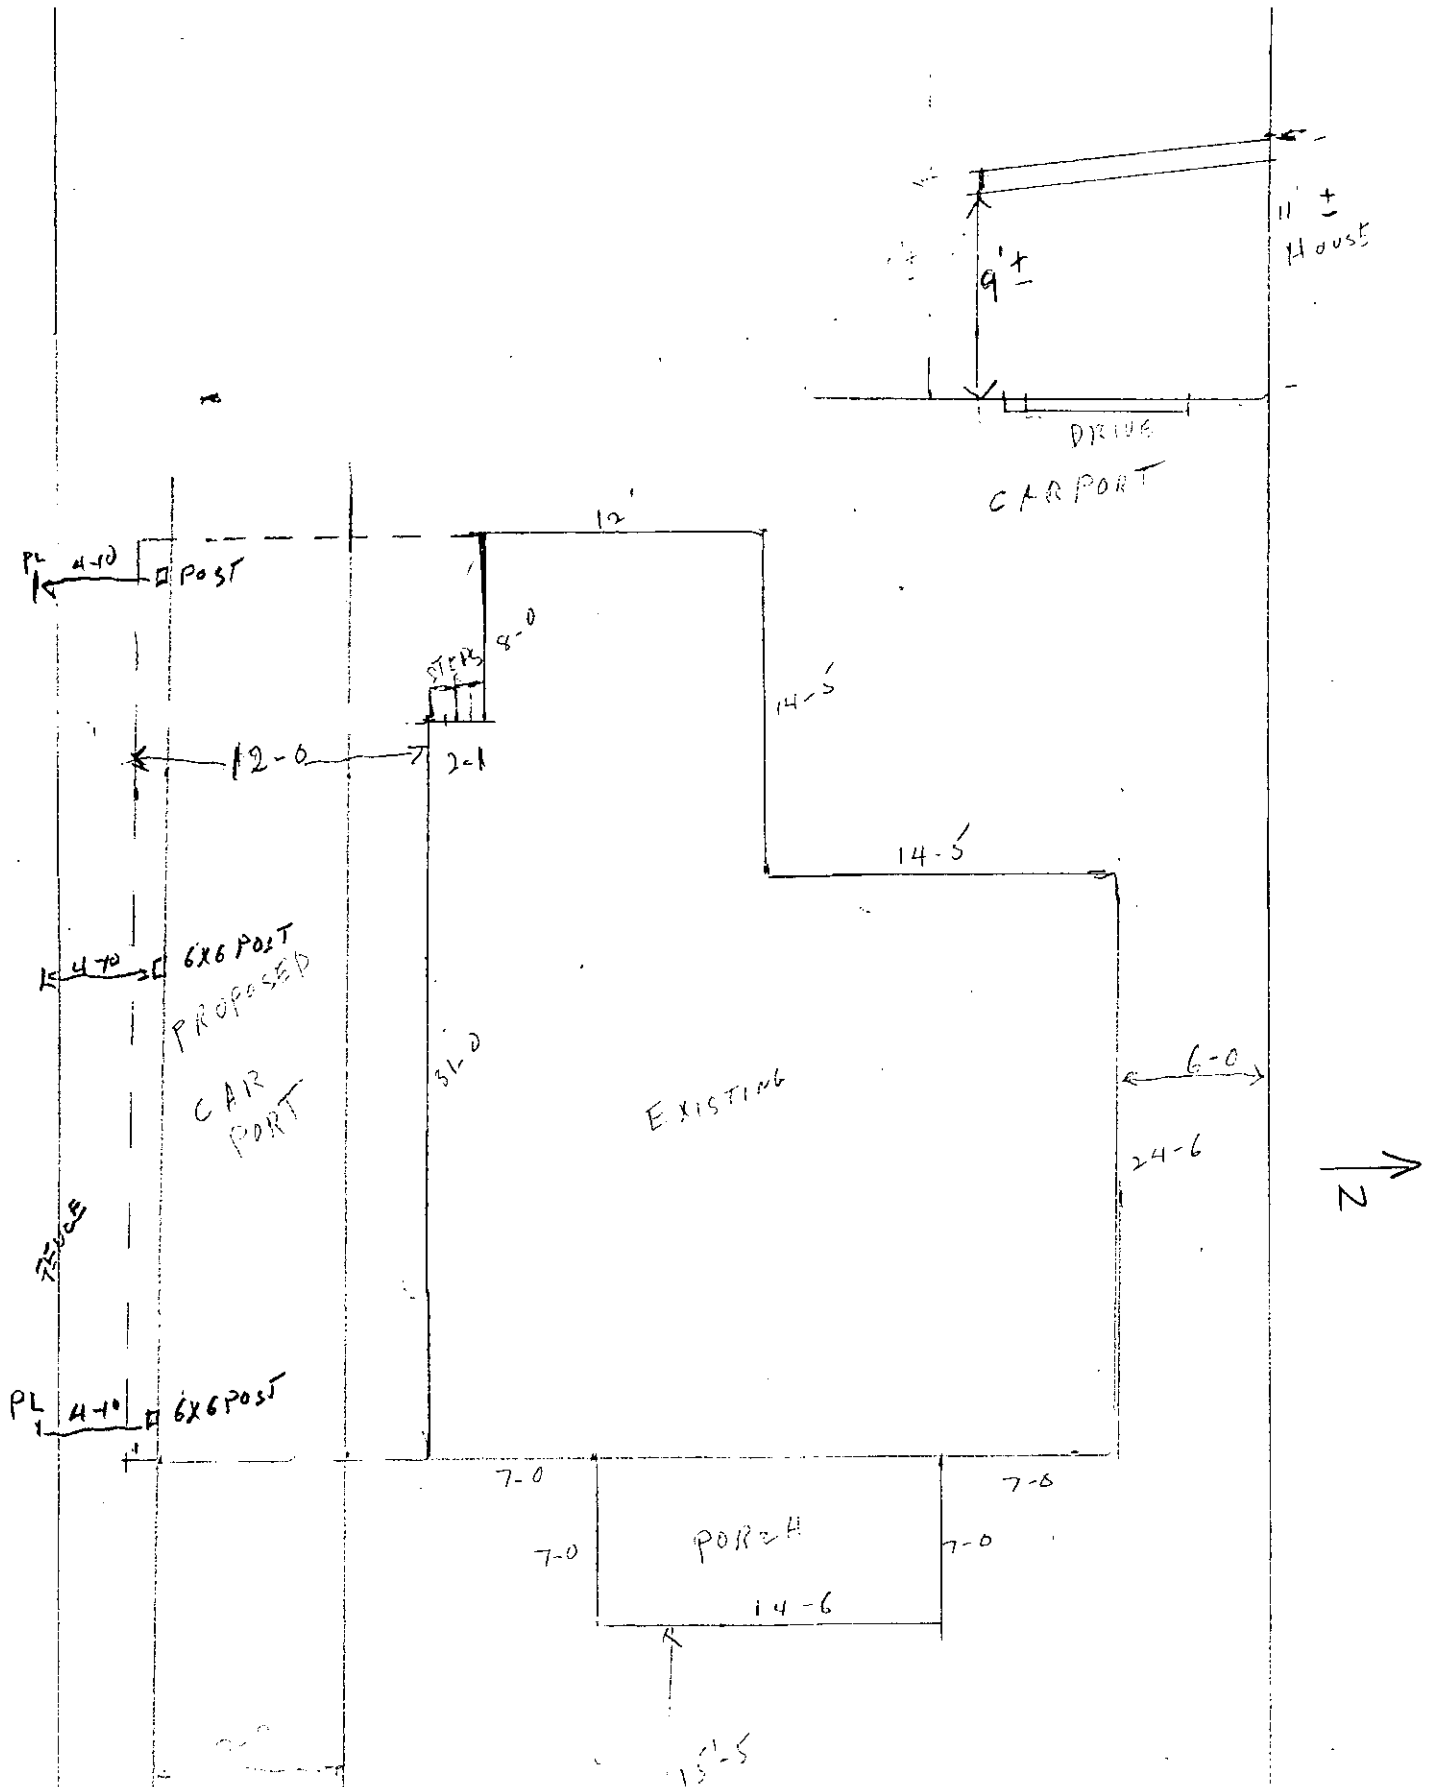 11' ±
HOUSE
9' ±
DRIVE
CARPORT
12'
PL 4-10
POST
8-0
STEPS
14-5
12-0
2-1
14-5
4-10
6X6 POST
PROPOSED
CAR
PORT
31-0
EXISTING
6-0
24-6
N
FENCE
PL 4-10
6X6 POST
7-0
7-0
7-0
PORCH
7-0
14-6
15'-5